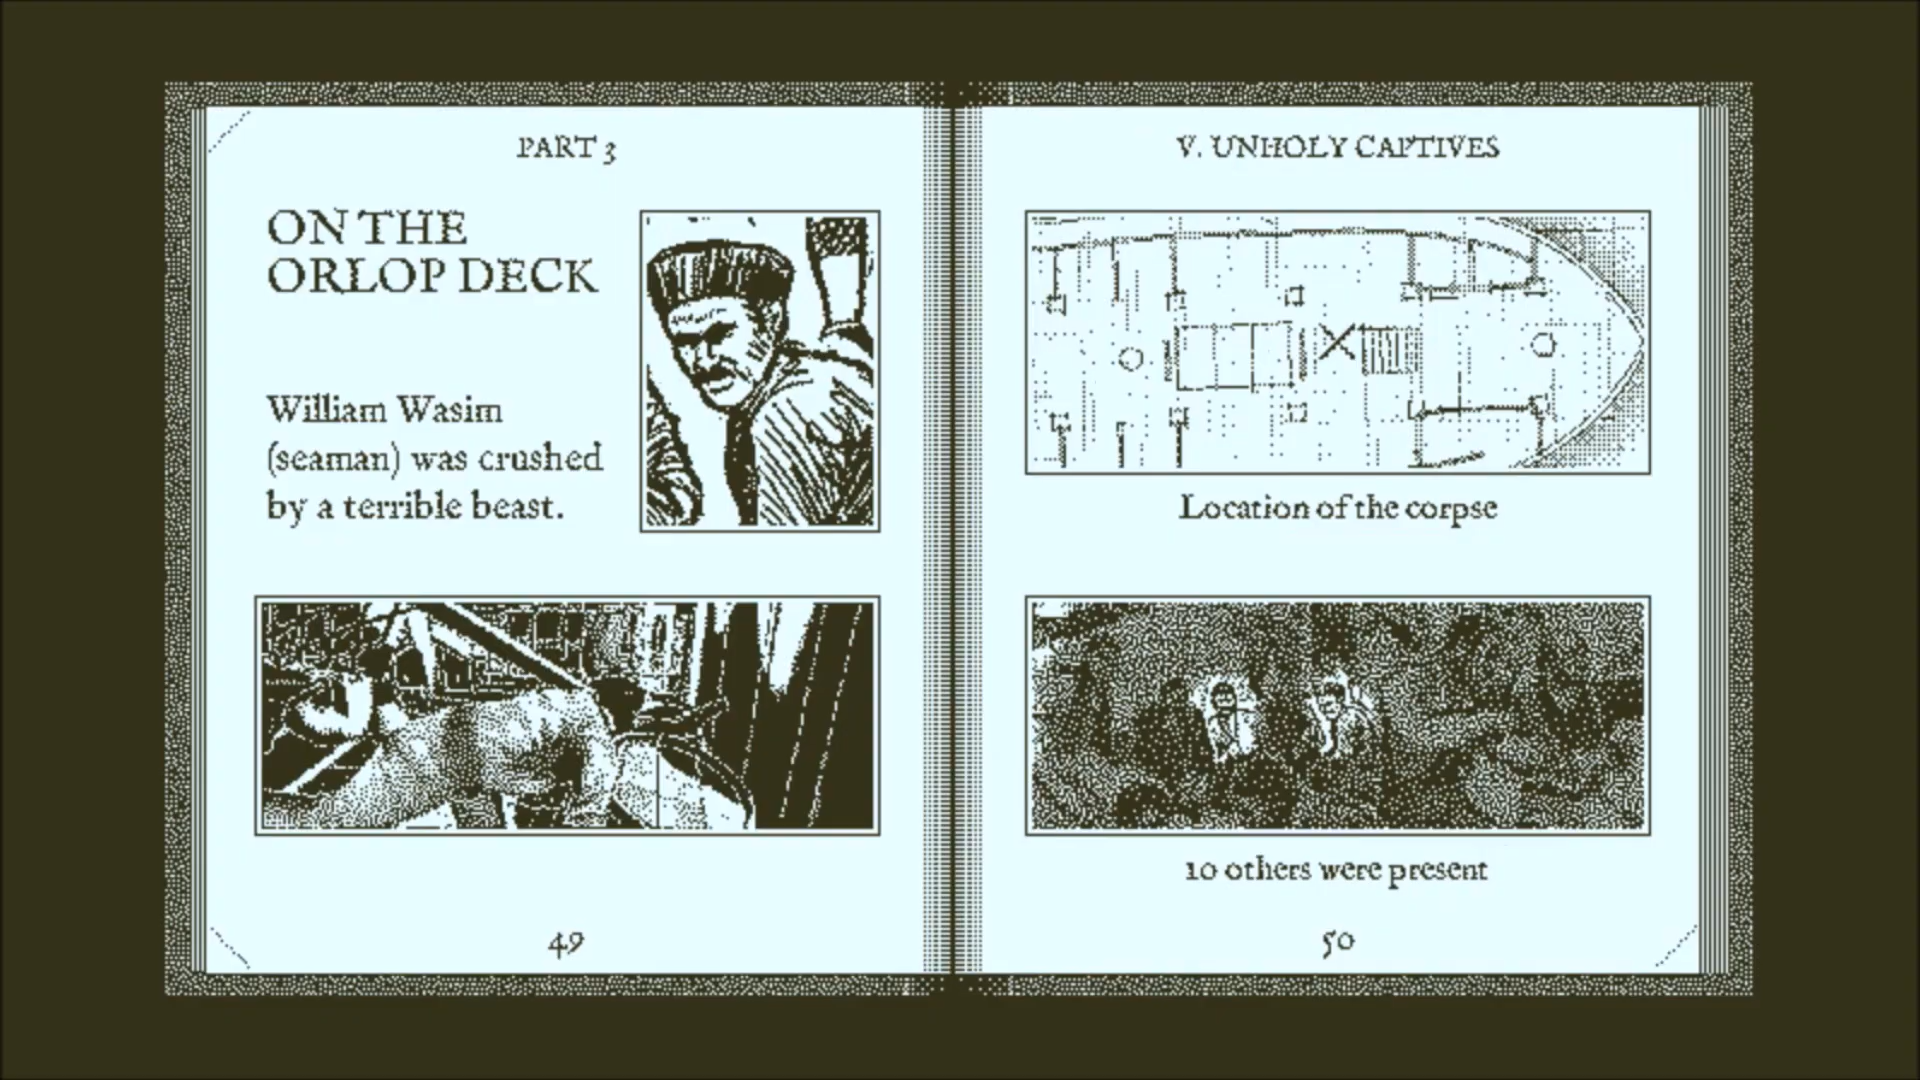 PART 3
ON THE
ORLOP DECK
William Wasim
(seaman) was crushed
by a terrible beast.
49
V. UNHOLY CAPTIVES
Location of the corpse
10 others were present
50